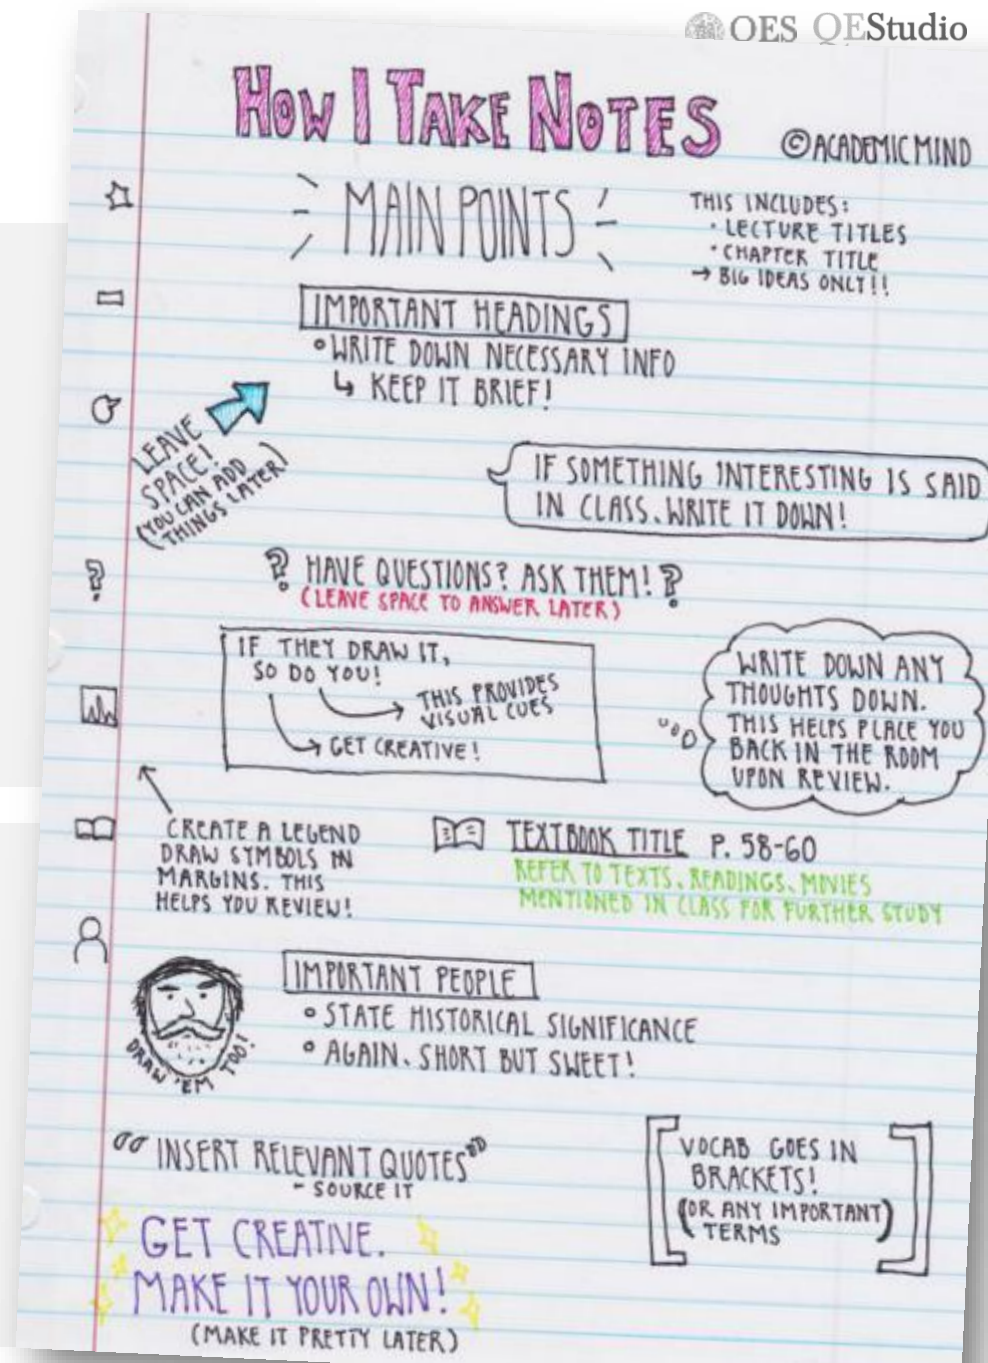 OES QEStudio
HOW I TAKE NOTES
© ACADEMIC MIND
MAIN POINTS
THIS INCLUDES:
· LECTURE TITLES
· CHAPTER TITLE
→ BIG IDEAS ONLY!!
IMPORTANT HEADINGS
• WRITE DOWN NECESSARY INFO
↳ KEEP IT BRIEF!
LEAVE
SPACE!
(YOU CAN ADD
THINGS LATER)
IF SOMETHING INTERESTING IS SAID
IN CLASS, WRITE IT DOWN!
? HAVE QUESTIONS? ASK THEM! ?
(LEAVE SPACE TO ANSWER LATER)
IF THEY DRAW IT,
SO DO YOU!
THIS PROVIDES
VISUAL CUES
GET CREATIVE!
WRITE DOWN ANY
THOUGHTS DOWN.
THIS HELPS PLACE YOU
BACK IN THE ROOM
UPON REVIEW.
CREATE A LEGEND
DRAW SYMBOLS IN
MARGINS. THIS
HELPS YOU REVIEW!
TEXTBOOK TITLE P. 58-60
REFER TO TEXTS, READINGS, MOVIES
MENTIONED IN CLASS FOR FURTHER STUDY
IMPORTANT PEOPLE
• STATE HISTORICAL SIGNIFICANCE
• AGAIN, SHORT BUT SWEET!
DRAW 'EM TOO!
"INSERT RELEVANT QUOTES"
- SOURCE IT
[VOCAB GOES IN
BRACKETS!
(OR ANY IMPORTANT)
TERMS]
GET CREATIVE.
MAKE IT YOUR OWN!
(MAKE IT PRETTY LATER)